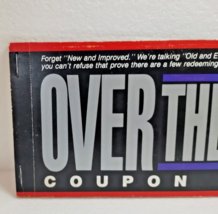 Forget "New and Improved." We're talking "Old and E
you can't refuse that prove there are a few redeeming
OVER THE
COUPON